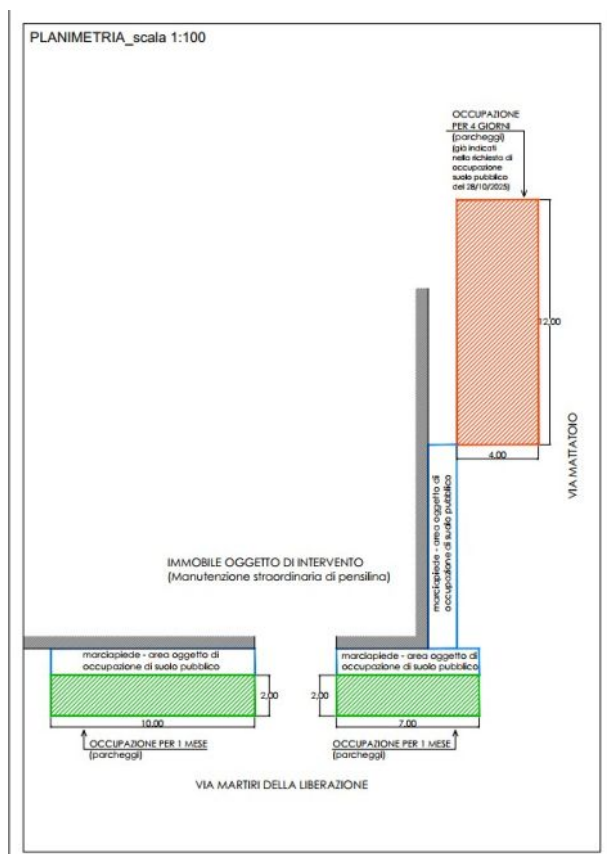 PLANIMETRIA_scala 1:100
OCCUPAZIONE
PER 4 GIORNI
(parcheggi)
(già indicati
nella richiesta di
occupazione
suolo pubblico
del 28/10/2025)
12,00
4,00
VIA MATTATOIO
marciapiede - area oggetto di
occupazione di suolo pubblico
IMMOBILE OGGETTO DI INTERVENTO
(Manutenzione straordinaria di pensilina)
marciapiede - area oggetto di
occupazione di suolo pubblico
marciapiede - area oggetto di
occupazione di suolo pubblico
2,00
2,00
10,00
7,00
OCCUPAZIONE PER 1 MESE
(parcheggi)
OCCUPAZIONE PER 1 MESE
(parcheggi)
VIA MARTIRI DELLA LIBERAZIONE